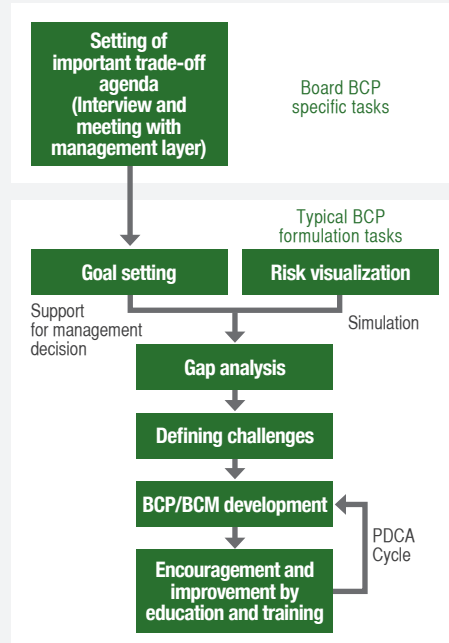 Setting of
important trade-off
agenda
(Interview and
meeting with
management layer)
Board BCP
specific tasks
Typical BCP
formulation tasks
Goal setting
Risk visualization
Support
for management
decision
Simulation
Gap analysis
Defining challenges
BCP/BCM development
PDCA
Cycle
Encouragement and
improvement by
education and training